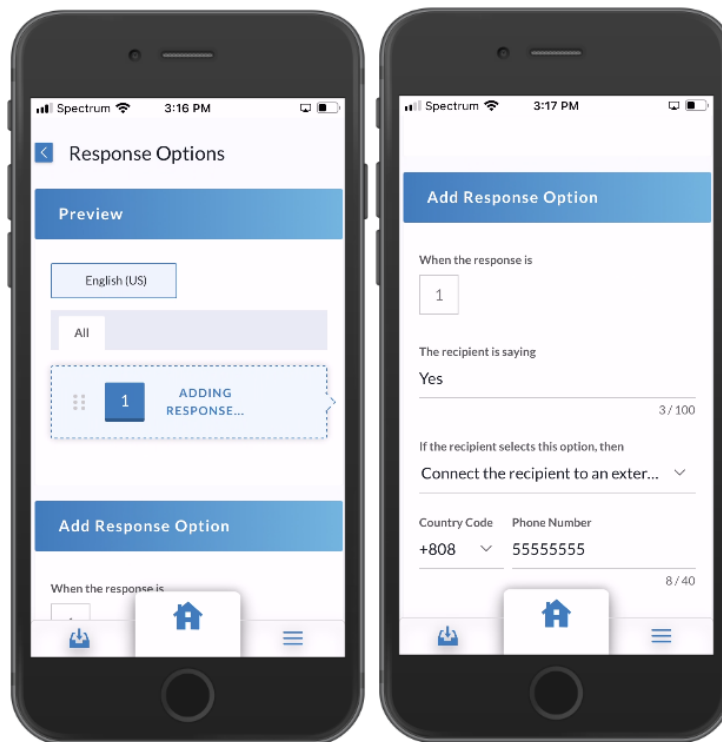 Spectrum 3:16 PM
Response Options
Preview
English (US)
All
1 ADDING
RESPONSE...
Add Response Option
When the response is
1
Spectrum 3:17 PM
Add Response Option
When the response is
1
The recipient is saying
Yes
3 / 100
If the recipient selects this option, then
Connect the recipient to an exter...
Country Code Phone Number
+808 55555555
8 / 40